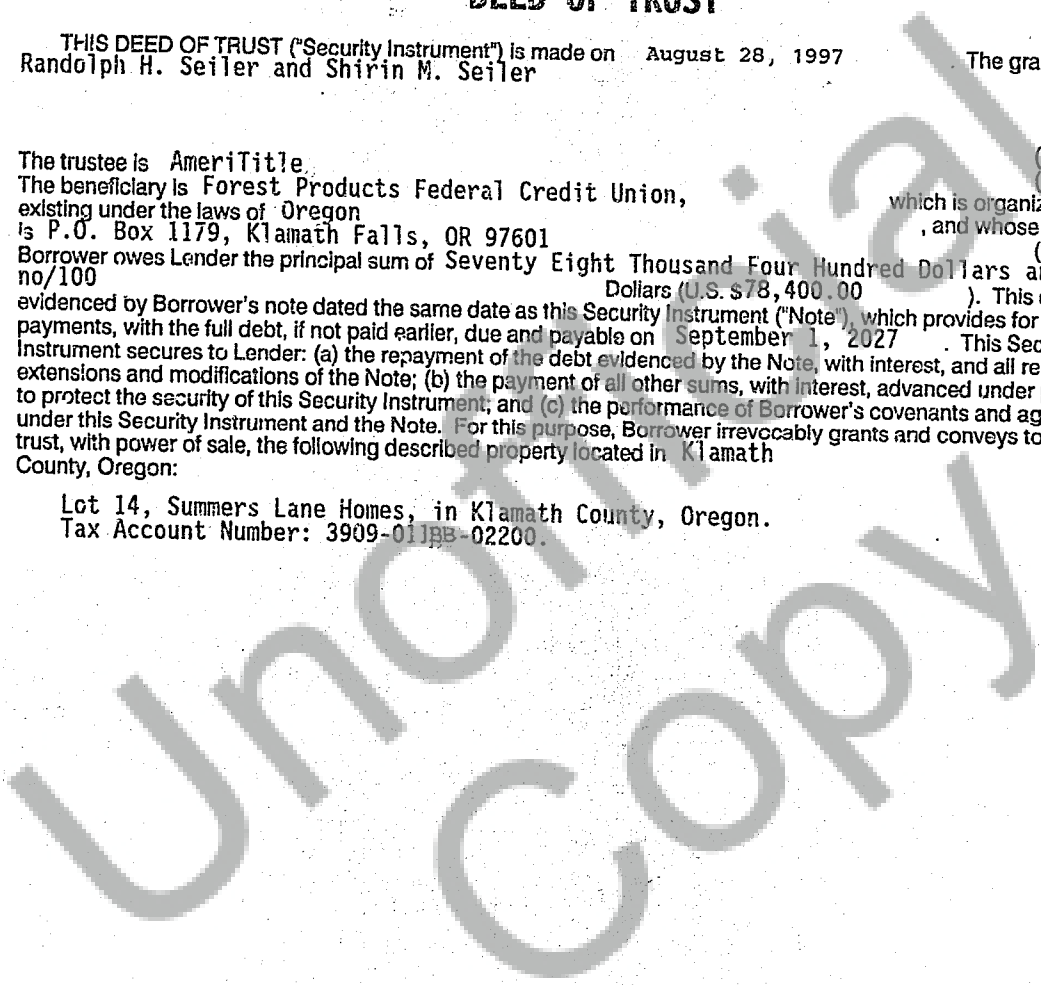 DEED OF TRUST
THIS DEED OF TRUST ("Security Instrument") is made on August 28, 1997 . The gra
Randolph H. Seiler and Shirin M. Seiler
The trustee is AmeriTitle
The beneficiary is Forest Products Federal Credit Union,
which is organiz
existing under the laws of Oregon , and whose
is P.O. Box 1179, Klamath Falls, OR 97601 (
Borrower owes Lender the principal sum of Seventy Eight Thousand Four Hundred Dollars a
no/100 Dollars (U.S. $78,400.00 ). This
evidenced by Borrower's note dated the same date as this Security Instrument ("Note"), which provides for
payments, with the full debt, if not paid earlier, due and payable on September 1, 2027 . This Sec
Instrument secures to Lender: (a) the repayment of the debt evidenced by the Note, with interest, and all re
extensions and modifications of the Note; (b) the payment of all other sums, with interest, advanced under
to protect the security of this Security Instrument; and (c) the performance of Borrower's covenants and ag
under this Security Instrument and the Note. For this purpose, Borrower irrevocably grants and conveys to
trust, with power of sale, the following described property located in Klamath
County, Oregon:
Lot 14, Summers Lane Homes, in Klamath County, Oregon.
Tax Account Number: 3909-011BB-02200.
Unofficial
Copy